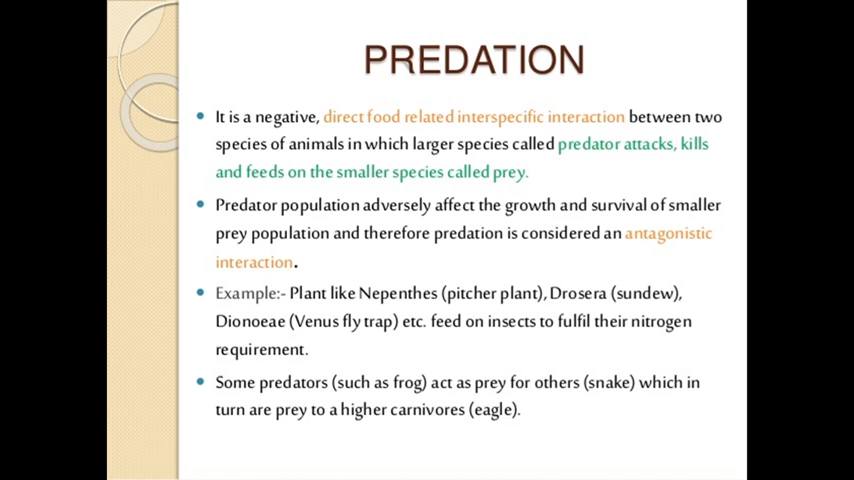 PREDATION
• It is a negative, direct food related interspecific interaction between two
species of animals in which larger species called predator attacks, kills
and feeds on the smaller species called prey.
• Predator population adversely affect the growth and survival of smaller
prey population and therefore predation is considered an antagonistic
interaction.
• Example:- Plant like Nepenthes (pitcher plant), Drosera (sundew),
Dionoeae (Venus fly trap) etc. feed on insects to fulfil their nitrogen
requirement.
• Some predators (such as frog) act as prey for others (snake) which in
turn are prey to a higher carnivores (eagle).